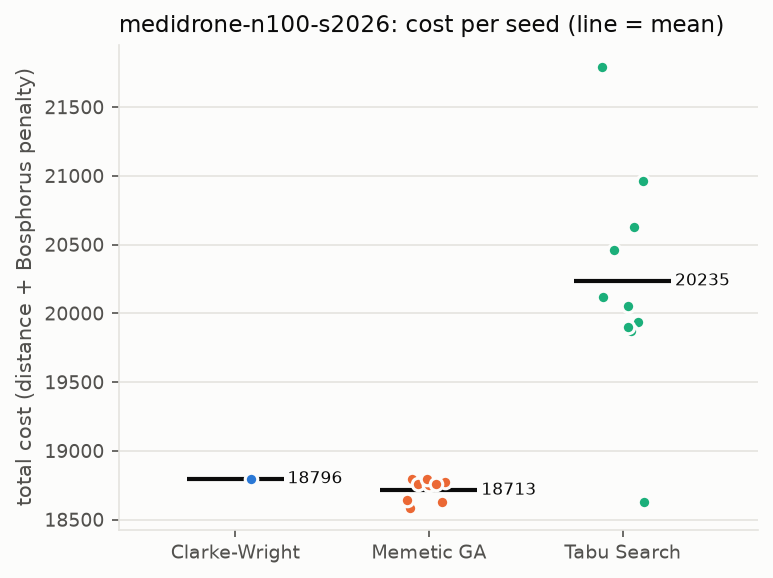 medidrone-n100-s2026: cost per seed (line = mean)
total cost (distance + Bosphorus penalty)
21500
21000
20500
20000
19500
19000
18500
18796
18713
20235
Clarke-Wright
Memetic GA
Tabu Search